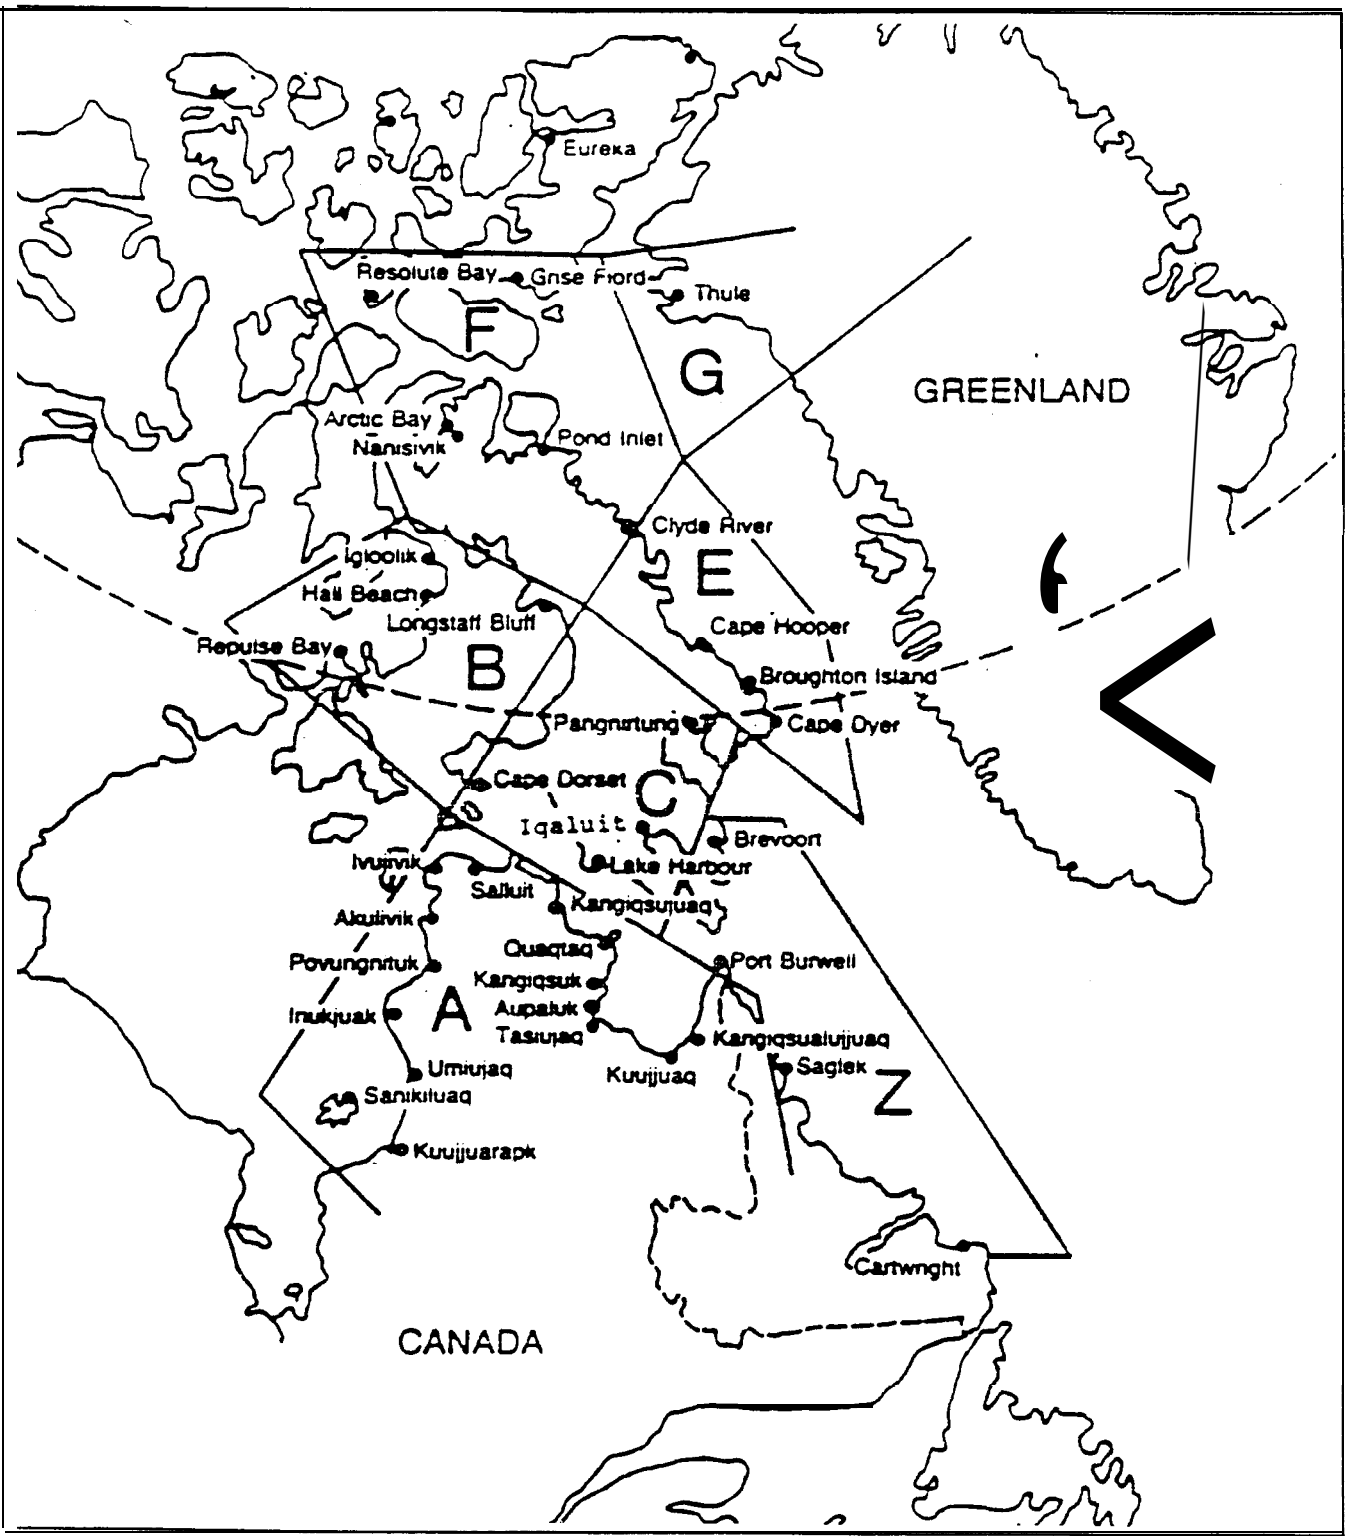 Eureka
Resolute Bay
Grise Fiord
Thule
F
G
GREENLAND
Arctic Bay
Pond Inlet
Nanisivik
Clyde River
Igloolik
E
Hall Beach
Longstaff Bluff
Cape Hooper
Repulse Bay
B
Broughton Island
Pangnirtung
Cape Dyer
Cape Dorset
C
Iqaluit
Brevoort
Ivujivik
Lake Harbour
Salluit
Kangiqsujuaq
Akulivik
Quaqtaq
Port Burwell
Povungnituk
Kangiqsuk
Aupaluk
A
Inukjuak
Tasiujaq
Kangiqsualujjuaq
Umiujaq
Kuujjuaq
Saglek
Z
Sanikiluaq
Kuujjuarapk
Cartwright
CANADA